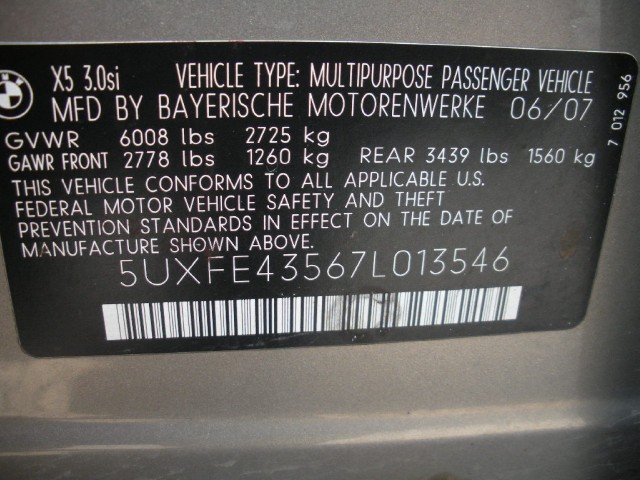 X5 3.0si VEHICLE TYPE: MULTIPURPOSE PASSENGER VEHICLE
MFD BY BAYERISCHE MOTORENWERKE 06/07
GVWR 6008 lbs 2725 kg
GAWR FRONT 2778 lbs 1260 kg REAR 3439 lbs 1560 kg
THIS VEHICLE CONFORMS TO ALL APPLICABLE U.S.
FEDERAL MOTOR VEHICLE SAFETY AND THEFT
PREVENTION STANDARDS IN EFFECT ON THE DATE OF
MANUFACTURE SHOWN ABOVE.
5UXFE43567L013546
7 012 956